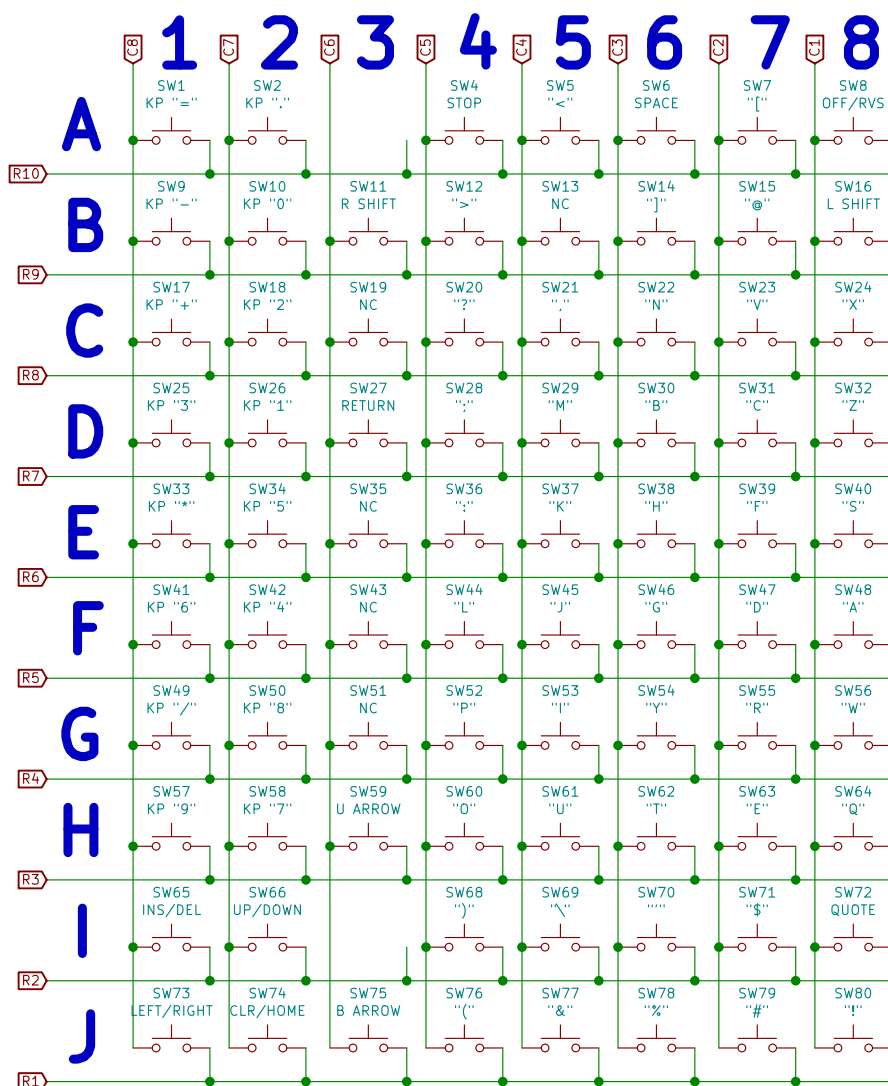 C8 1 C7 2 C6 3 C5 4 C4 5 C3 6 C2 7 C1 8
SW1 SW2 SW4 SW5 SW6 SW7 SW8
KP "=" KP "." STOP "<" SPACE "[" OFF/RVS
A
R10
SW9 SW10 SW11 SW12 SW13 SW14 SW15 SW16
KP "-" KP "0" R SHIFT ">" NC "]" "@" L SHIFT
B
R9
SW17 SW18 SW19 SW20 SW21 SW22 SW23 SW24
KP "+" KP "2" NC "?" "," "N" "V" "X"
C
R8
SW25 SW26 SW27 SW28 SW29 SW30 SW31 SW32
KP "3" KP "1" RETURN ";" "M" "B" "C" "Z"
D
R7
SW33 SW34 SW35 SW36 SW37 SW38 SW39 SW40
KP "*" KP "5" NC ":" "K" "H" "F" "S"
E
R6
SW41 SW42 SW43 SW44 SW45 SW46 SW47 SW48
KP "6" KP "4" NC "L" "J" "G" "D" "A"
F
R5
SW49 SW50 SW51 SW52 SW53 SW54 SW55 SW56
KP "/" KP "8" NC "P" "I" "Y" "R" "W"
G
R4
SW57 SW58 SW59 SW60 SW61 SW62 SW63 SW64
KP "9" KP "7" U ARROW "O" "U" "T" "E" "Q"
H
R3
SW65 SW66 SW68 SW69 SW70 SW71 SW72
INS/DEL UP/DOWN ")" "\" "'" "$" QUOTE
I
R2
SW73 SW74 SW75 SW76 SW77 SW78 SW79 SW80
LEFT/RIGHT CLR/HOME B ARROW "(" "&" "%" "#" "!"
J
R1